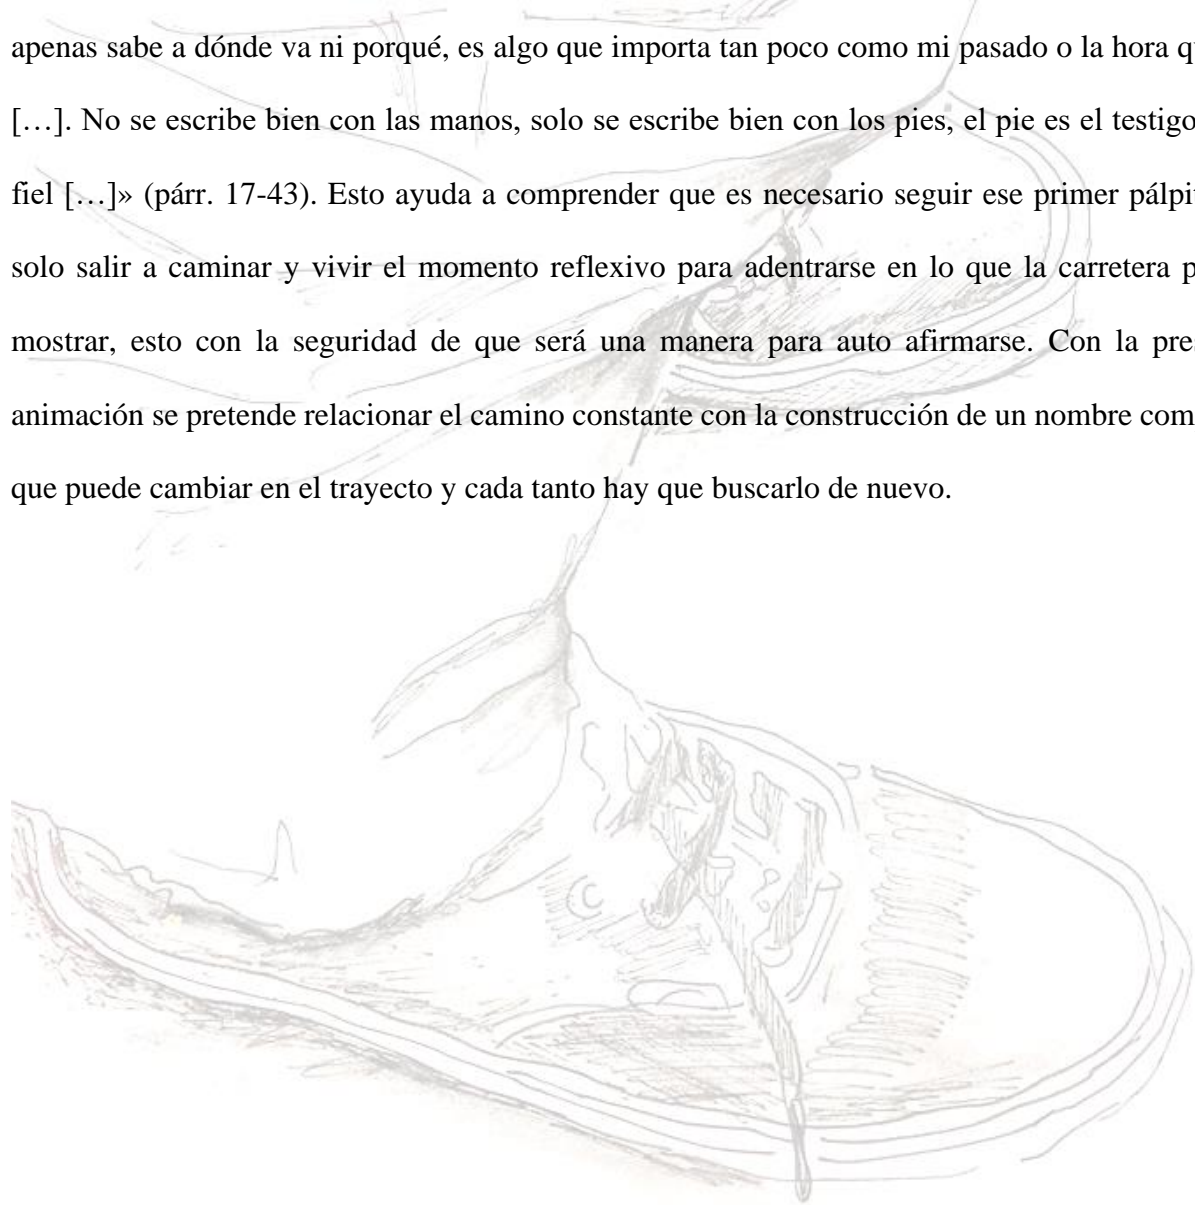 apenas sabe a dónde va ni porqué, es algo que importa tan poco como mi pasado o la hora
[…]. No se escribe bien con las manos, solo se escribe bien con los pies, el pie es el testigo
fiel […]» (párr. 17-43). Esto ayuda a comprender que es necesario seguir ese primer
solo salir a caminar y vivir el momento reflexivo para adentrarse en lo que la carretera
mostrar, esto con la seguridad de que será una manera para auto afirmarse. Con la
animación se pretende relacionar el camino constante con la construcción de un nombre
que puede cambiar en el trayecto y cada tanto hay que buscarlo de nuevo.